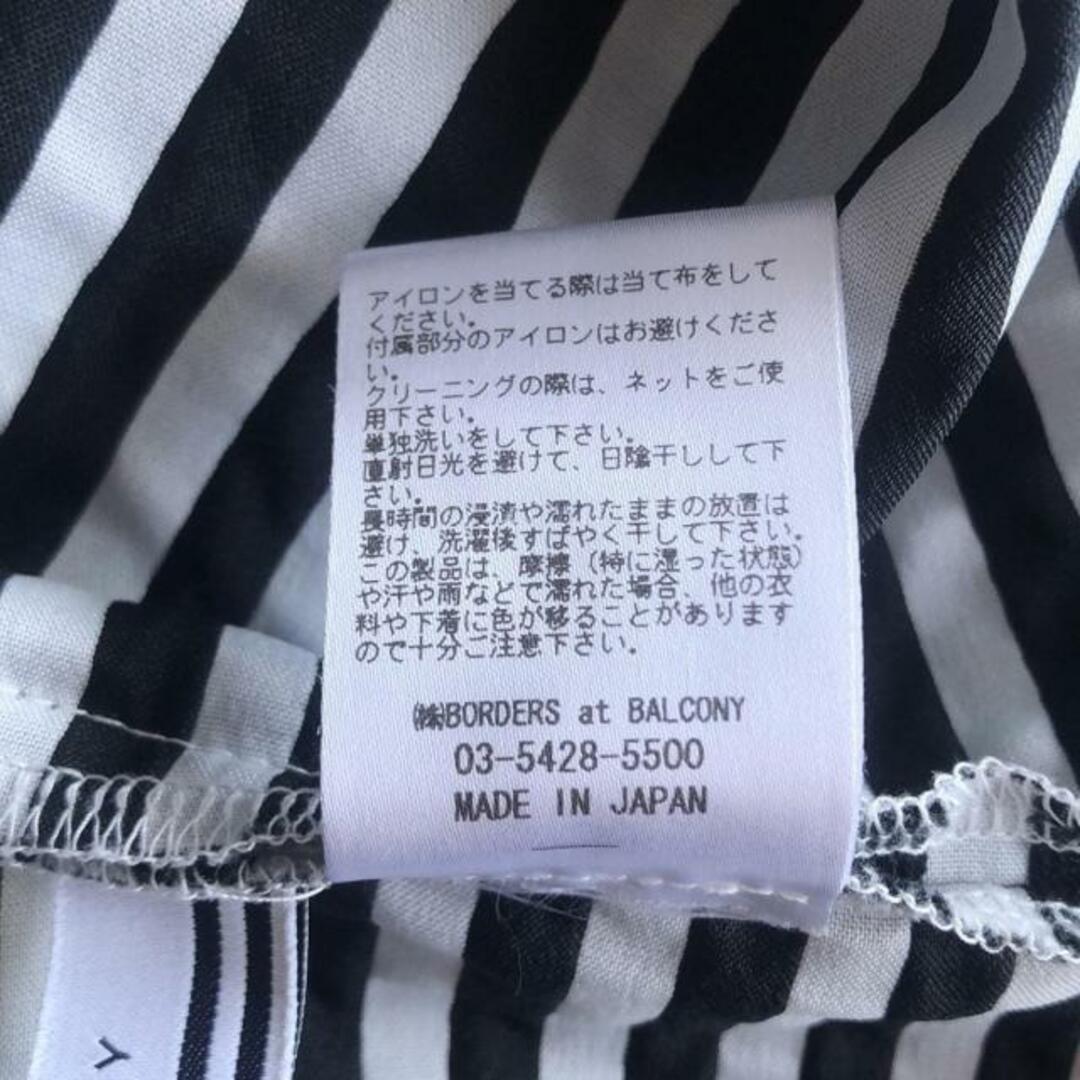 アイロンを当てる際は当て布をして
ください。
付属部分のアイロンはお避けくださ
い。
クリーニングの際は、ネットをご使
用下さい。
単独洗いをして下さい。
直射日光を避けて、日陰干しして下
さい。
長時間の浸漬や濡れたままの放置は
避け、洗濯後すばやく干して下さい。
この製品は、摩擦（特に湿った状態）
や汗や雨などで濡れた場合、他の衣
料や下着に色が移ることがあります
ので十分ご注意下さい。
㈱BORDERS at BALCONY
03-5428-5500
MADE IN JAPAN
Y